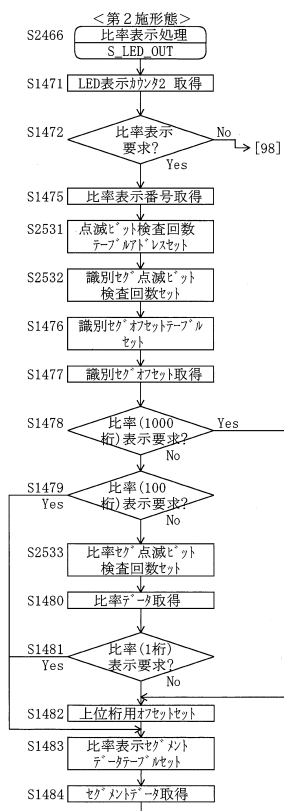 ＜第２施形態＞
S2466
比率表示処理
S_LED_OUT
S1471
LED表示ｶｳﾝﾀ2 取得
S1472
比率表示
要求?
No
[98]
Yes
S1475
比率表示番号取得
S2531
点滅ﾋﾞｯﾄ検査回数
ﾃｰﾌﾞﾙｱﾄﾞﾚｽｾｯﾄ
S2532
識別ｾｸﾞ点滅ﾋﾞｯﾄ
検査回数ｾｯﾄ
S1476
識別ｾｸﾞｵﾌｾｯﾄﾃｰﾌﾞﾙ
ｾｯﾄ
S1477
識別ｾｸﾞｵﾌｾｯﾄ取得
S1478
比率(1000
桁)表示要求?
Yes
No
S1479
比率(100
桁)表示要求?
Yes
No
S2533
比率ｾｸﾞ点滅ﾋﾞｯﾄ
検査回数ｾｯﾄ
S1480
比率ﾃﾞｰﾀ取得
S1481
比率(1桁)
表示要求?
Yes
No
S1482
上位桁用ｵﾌｾｯﾄｾｯﾄ
S1483
比率表示ｾｸﾞﾒﾝﾄ
ﾃﾞｰﾀﾃｰﾌﾞﾙｾｯﾄ
S1484
ｾｸﾞﾒﾝﾄﾃﾞｰﾀ取得